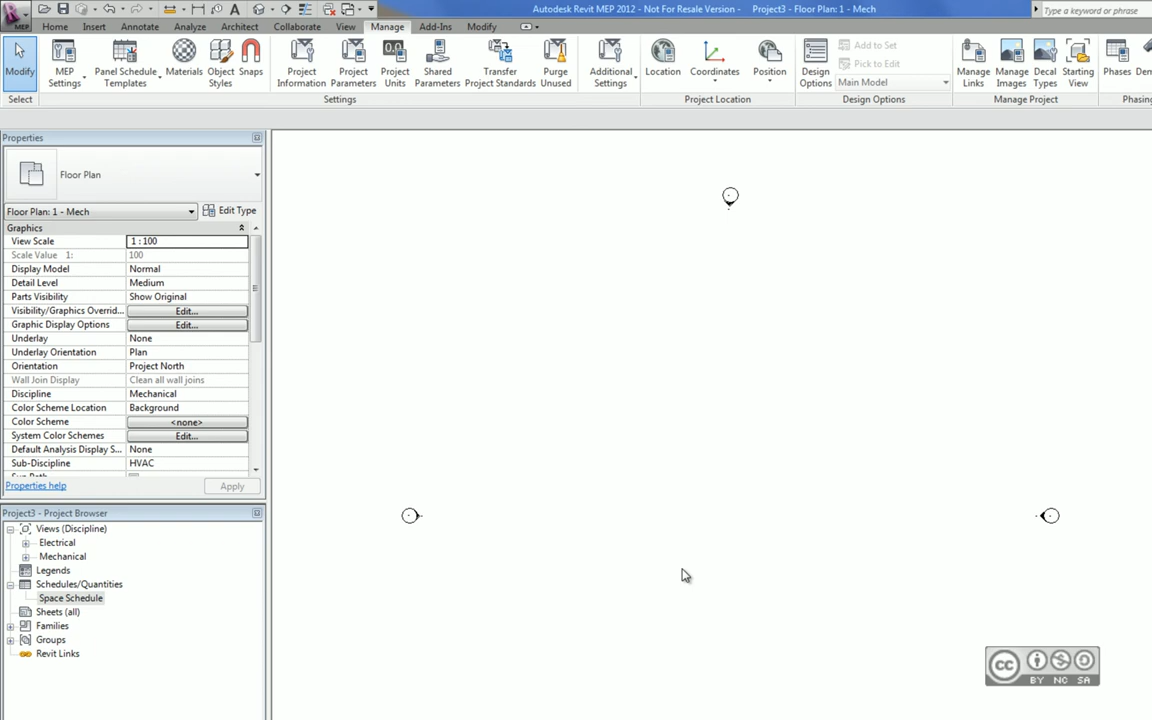 Autodesk Revit MEP 2012 - Not For Resale Version - Project3 - Floor Plan: 1 - Mech
Type a keyword or phrase
MEP
Home Insert Annotate Analyze Architect Collaborate View Manage Add-Ins Modify
Modify
MEP Settings
Panel Schedule Templates
Materials
Object Styles
Snaps
Project Information
Project Parameters
Project Units
0.0
Shared Parameters
Transfer Project Standards
Purge Unused
Additional Settings
Location
Coordinates
Position
Design Options
Add to Set
Pick to Edit
Main Model
Manage Links
Manage Images
Decal Types
Starting View
Phases
Select Settings Project Location Design Options Manage Project Phasing
Properties
Floor Plan
Floor Plan: 1 - Mech Edit Type
Graphics
View Scale 1 : 100
Scale Value 1: 100
Display Model Normal
Detail Level Medium
Parts Visibility Show Original
Visibility/Graphics Overrid... Edit...
Graphic Display Options Edit...
Underlay None
Underlay Orientation Plan
Orientation Project North
Wall Join Display Clean all wall joins
Discipline Mechanical
Color Scheme Location Background
Color Scheme <none>
System Color Schemes Edit...
Default Analysis Display S... None
Sub-Discipline HVAC
Properties help Apply
Project3 - Project Browser
Views (Discipline)
Electrical
Mechanical
Legends
Schedules/Quantities
Space Schedule
Sheets (all)
Families
Groups
Revit Links
cc
BY NC SA